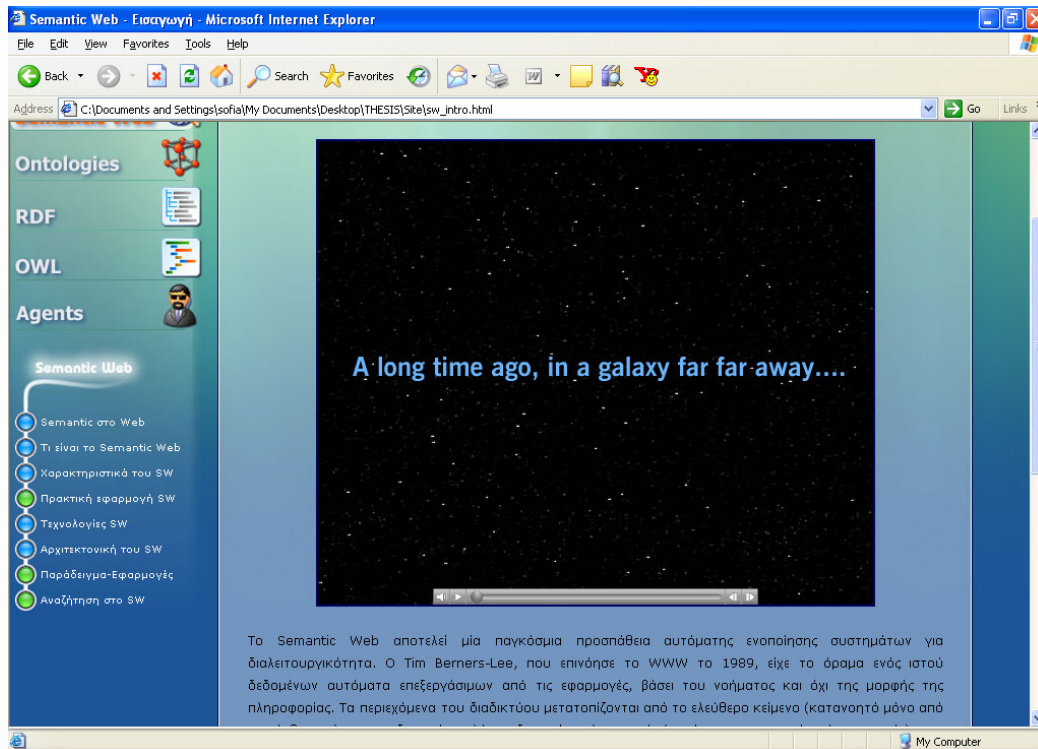 Semantic Web - Εισαγωγή - Microsoft Internet Explorer
File Edit View Favorites Tools Help
Back Search Favorites
Address C:\Documents and Settings\sofia\My Documents\Desktop\THESIS\Site\sw_intro.html Go Links
Semantic Web
Ontologies
RDF
OWL
Agents
Semantic Web
Semantic στο Web
Τι είναι το Semantic Web
Χαρακτηριστικά του SW
Πρακτική εφαρμογή SW
Τεχνολογίες SW
Αρχιτεκτονική του SW
Παράδειγμα-Εφαρμογές
Αναζήτηση στο SW
A long time ago, in a galaxy far far away....
Το Semantic Web αποτελεί μία παγκόσμια προσπάθεια αυτόματης ενοποίησης συστημάτων για
διαλειτουργικότητα. Ο Tim Berners-Lee, που επινόησε το WWW το 1989, είχε το όραμα ενός ιστού
δεδομένων αυτόματα επεξεργάσιμων από τις εφαρμογές, βάσει του νοήματος και όχι της μορφής της
πληροφορίας. Τα περιεχόμενα του διαδικτύου μετατοπίζονται από το ελεύθερο κείμενο (κατανοητό μόνο από
My Computer